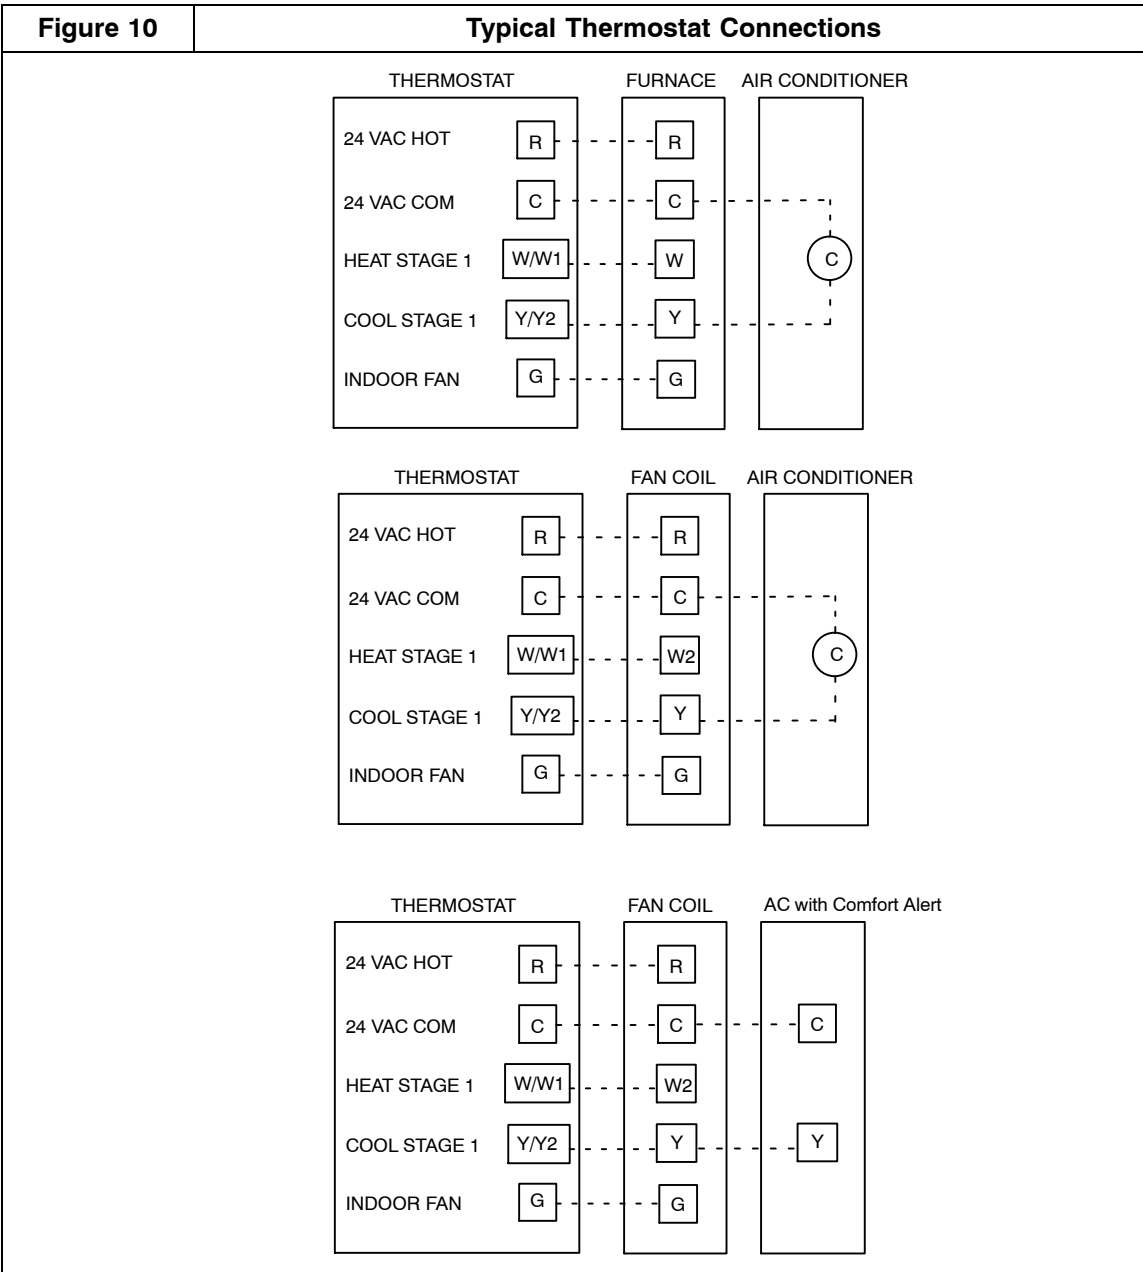 Figure 10 Typical Thermostat Connections
THERMOSTAT FURNACE AIR CONDITIONER
24 VAC HOT R R
24 VAC COM C C
HEAT STAGE 1 W/W1 W C
COOL STAGE 1 Y/Y2 Y
INDOOR FAN G G
THERMOSTAT FAN COIL AIR CONDITIONER
24 VAC HOT R R
24 VAC COM C C
HEAT STAGE 1 W/W1 W2 C
COOL STAGE 1 Y/Y2 Y
INDOOR FAN G G
THERMOSTAT FAN COIL AC with Comfort Alert
24 VAC HOT R R
24 VAC COM C C C
HEAT STAGE 1 W/W1 W2
COOL STAGE 1 Y/Y2 Y Y
INDOOR FAN G G